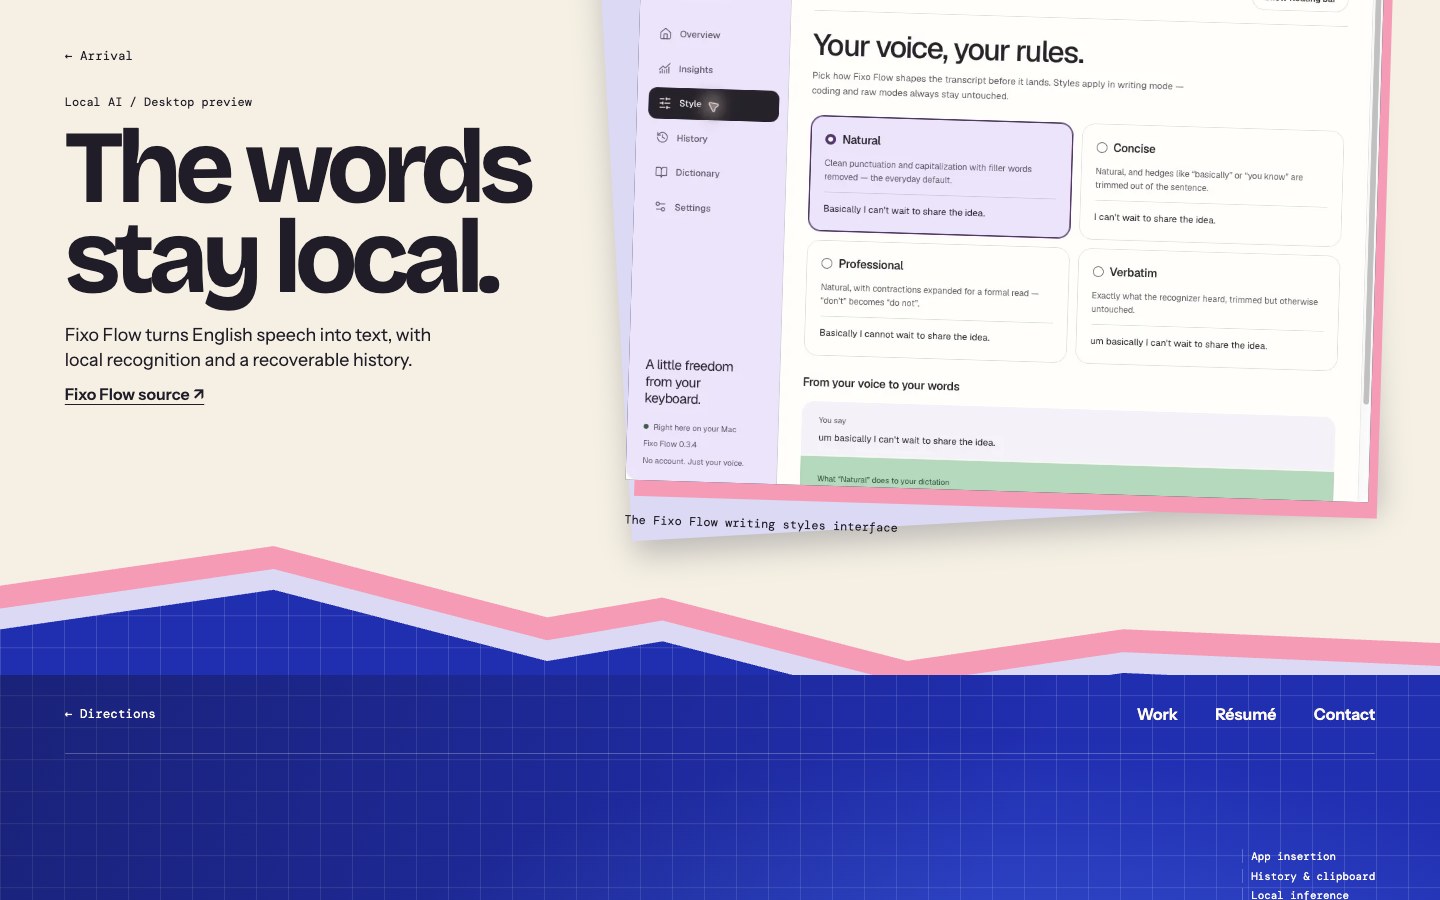 ← Arrival
Local AI / Desktop preview
The words
stay local.
Fixo Flow turns English speech into text, with
local recognition and a recoverable history.
Fixo Flow source ↗
Overview
Insights
Style
History
Dictionary
Settings
A little freedom
from your
keyboard.
Right here on your Mac
Fixo Flow 0.3.4
No account. Just your voice.
Your voice, your rules.
Pick how Fixo Flow shapes the transcript before it lands. Styles apply in writing mode —
coding and raw modes always stay untouched.
Natural
Clean punctuation and capitalization with filler words
removed — the everyday default.
Basically I can't wait to share the idea.
Concise
Natural, and hedges like “basically” or “you know” are
trimmed out of the sentence.
I can't wait to share the idea.
Professional
Natural, with contractions expanded for a formal read —
“don't” becomes “do not”.
Basically I cannot wait to share the idea.
Verbatim
Exactly what the recognizer heard, trimmed but otherwise
untouched.
um basically I can't wait to share the idea.
From your voice to your words
You say
um basically I can't wait to share the idea.
What “Natural” does to your dictation
The Fixo Flow writing styles interface
← Directions
Work
Résumé
Contact
App insertion
History & clipboard
Local inference